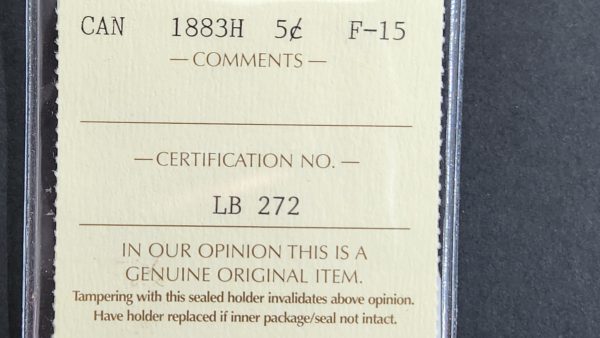 CAN 1883H 5¢ F-15
— COMMENTS —
— CERTIFICATION NO. —
LB 272
IN OUR OPINION THIS IS A
GENUINE ORIGINAL ITEM.
Tampering with this sealed holder invalidates above opinion.
Have holder replaced if inner package/seal not intact.